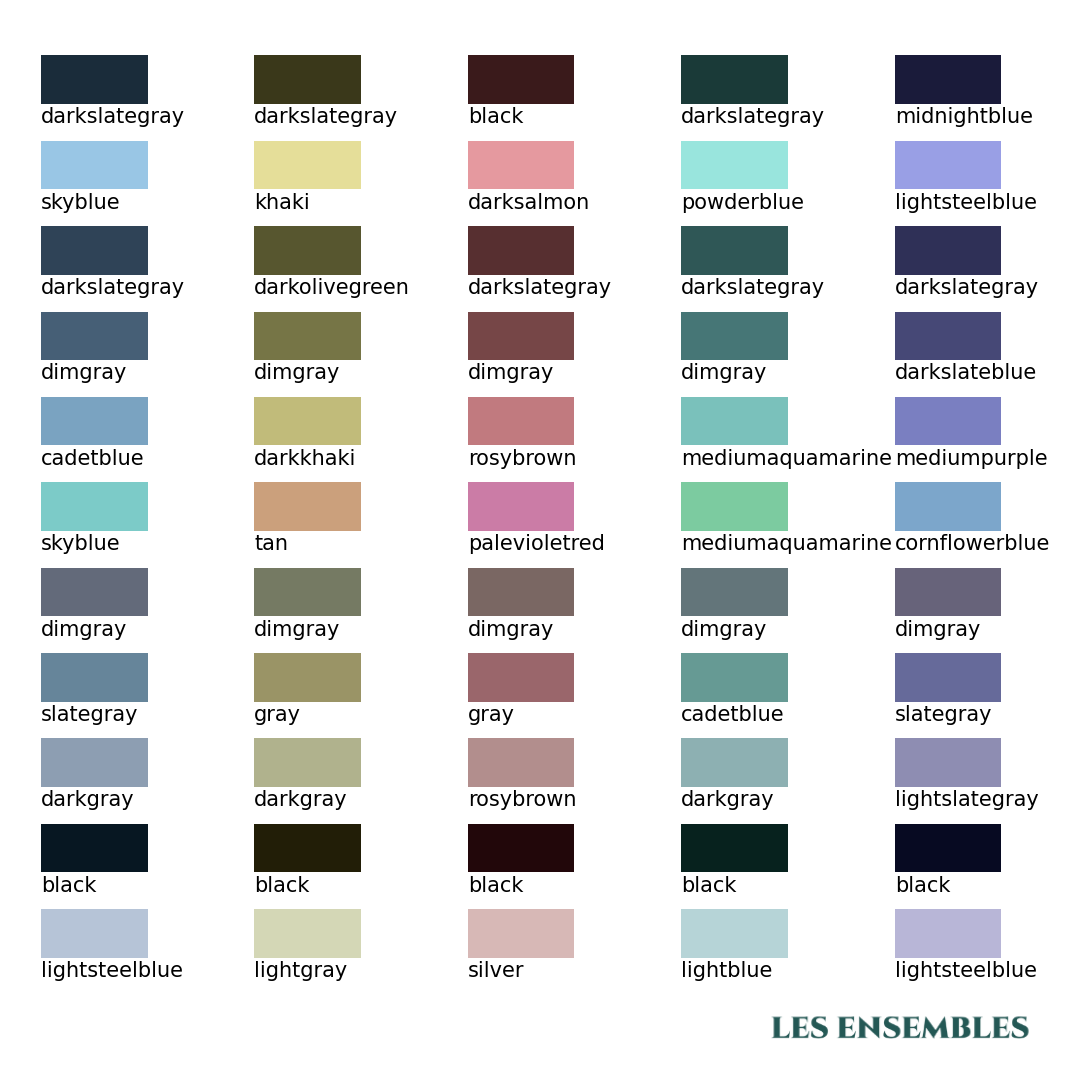 darkslategray darkslategray black darkslategray midnightblue
skyblue khaki darksalmon powderblue lightsteelblue
darkslategray darkolivegreen darkslategray darkslategray darkslategray
dimgray dimgray dimgray dimgray darkslateblue
cadetblue darkkhaki rosybrown mediumaquamarine mediumpurple
skyblue tan palevioletred mediumaquamarine cornflowerblue
dimgray dimgray dimgray dimgray dimgray
slategray gray gray cadetblue slategray
darkgray darkgray rosybrown darkgray lightslategray
black black black black black
lightsteelblue lightgray silver lightblue lightsteelblue
LES ENSEMBLES